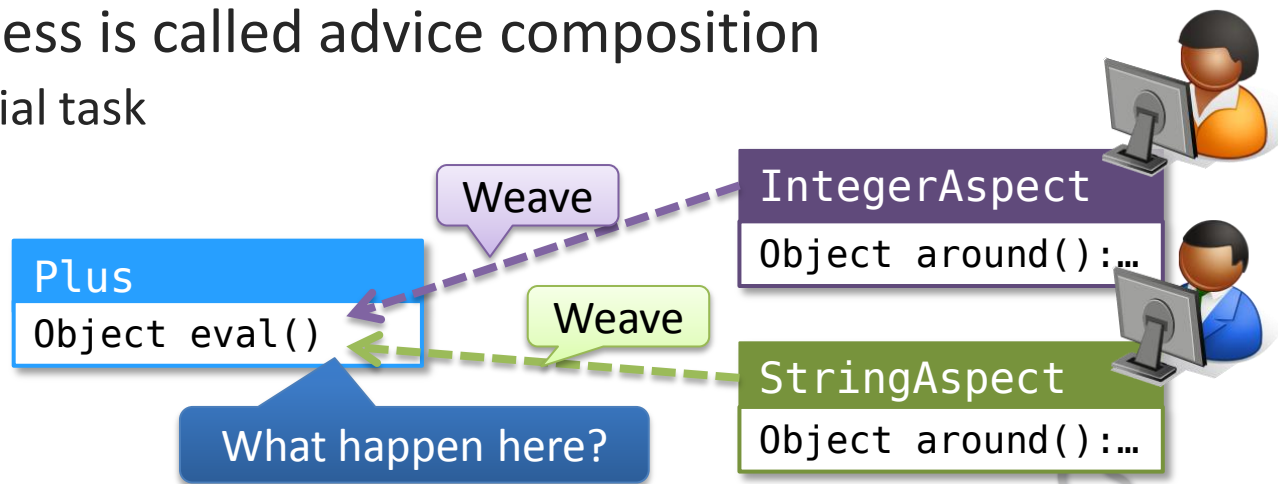 ess is called advice composition
ial task
Weave
IntegerAspect
Object around():…
Plus
Object eval()
Weave
StringAspect
Object around():…
What happen here?